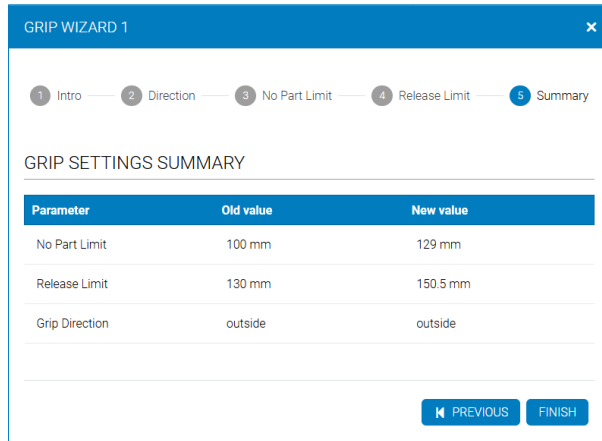 GRIP WIZARD 1
1 Intro 2 Direction 3 No Part Limit 4 Release Limit 5 Summary
GRIP SETTINGS SUMMARY
Parameter Old value New value
No Part Limit 100 mm 129 mm
Release Limit 130 mm 150.5 mm
Grip Direction outside outside
PREVIOUS FINISH